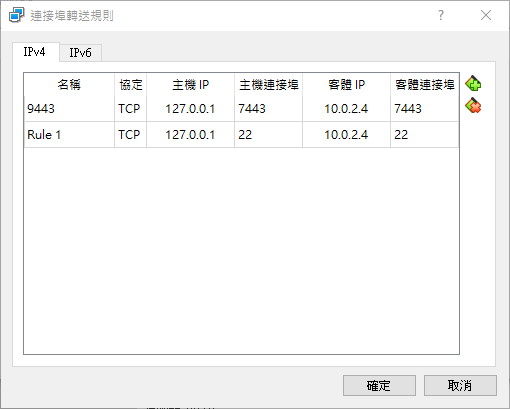 連接埠轉送規則
?
IPv4 IPv6
名稱 協定 主機 IP 主機連接埠 客體 IP 客體連接埠
9443 TCP 127.0.0.1 7443 10.0.2.4 7443
Rule 1 TCP 127.0.0.1 22 10.0.2.4 22
確定 取消